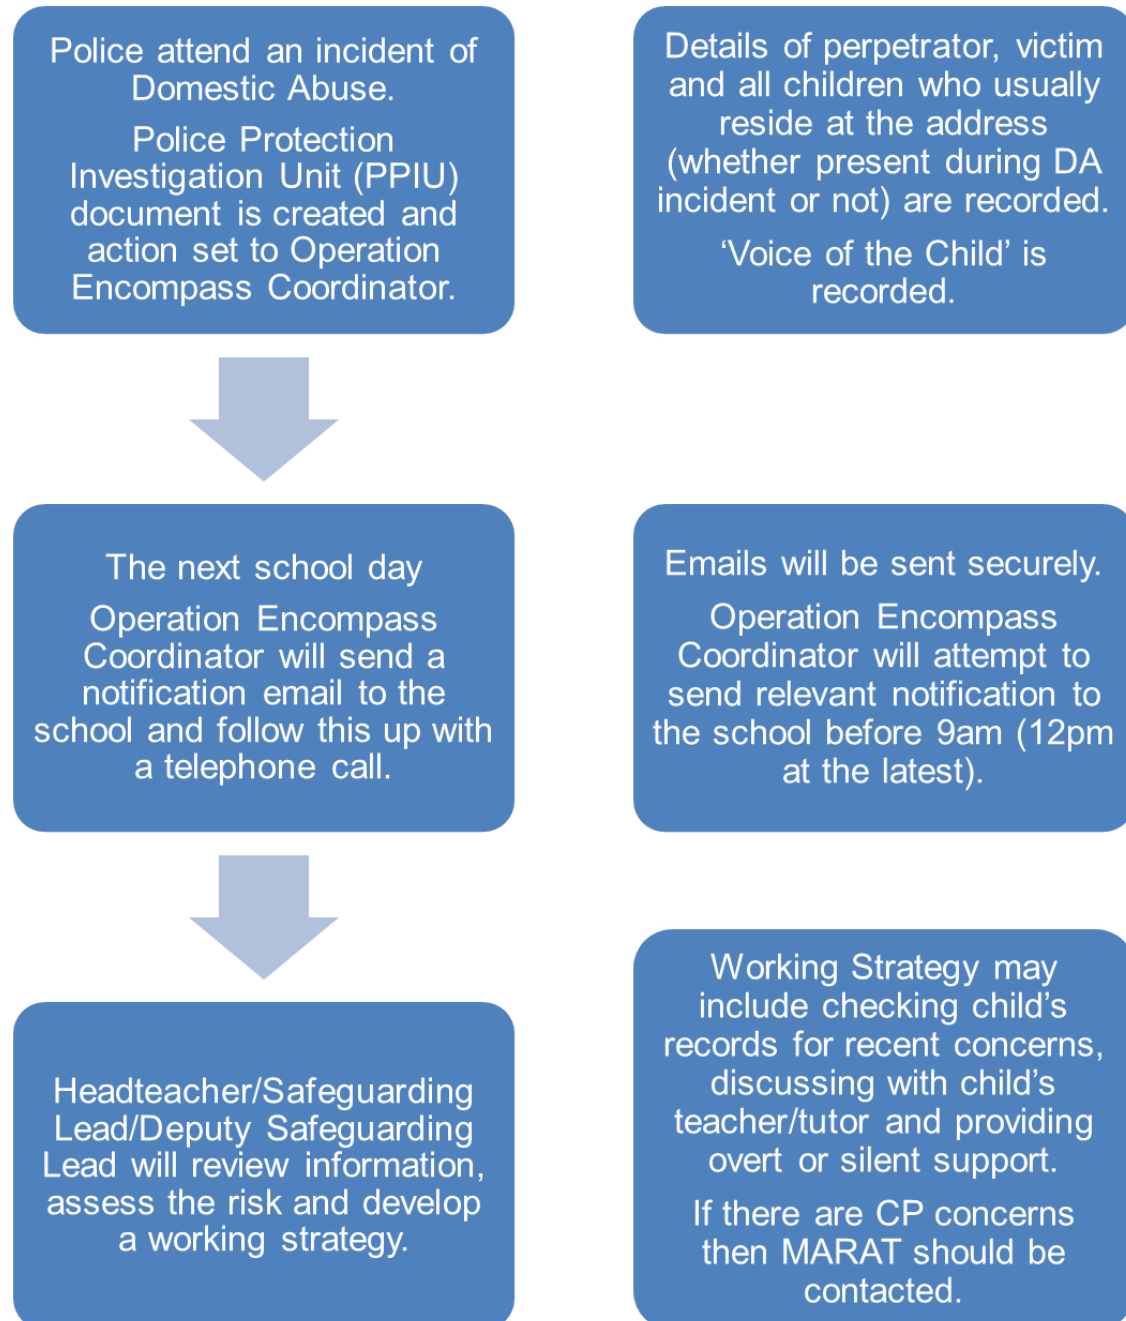 Police attend an incident of
Domestic Abuse.
Police Protection
Investigation Unit (PPIU)
document is created and
action set to Operation
Encompass Coordinator.
Details of perpetrator, victim
and all children who usually
reside at the address
(whether present during DA
incident or not) are recorded.
‘Voice of the Child’ is
recorded.
The next school day
Operation Encompass
Coordinator will send a
notification email to the
school and follow this up with
a telephone call.
Emails will be sent securely.
Operation Encompass
Coordinator will attempt to
send relevant notification to
the school before 9am (12pm
at the latest).
Headteacher/Safeguarding
Lead/Deputy Safeguarding
Lead will review information,
assess the risk and develop
a working strategy.
Working Strategy may
include checking child’s
records for recent concerns,
discussing with child’s
teacher/tutor and providing
overt or silent support.
If there are CP concerns
then MARAT should be
contacted.